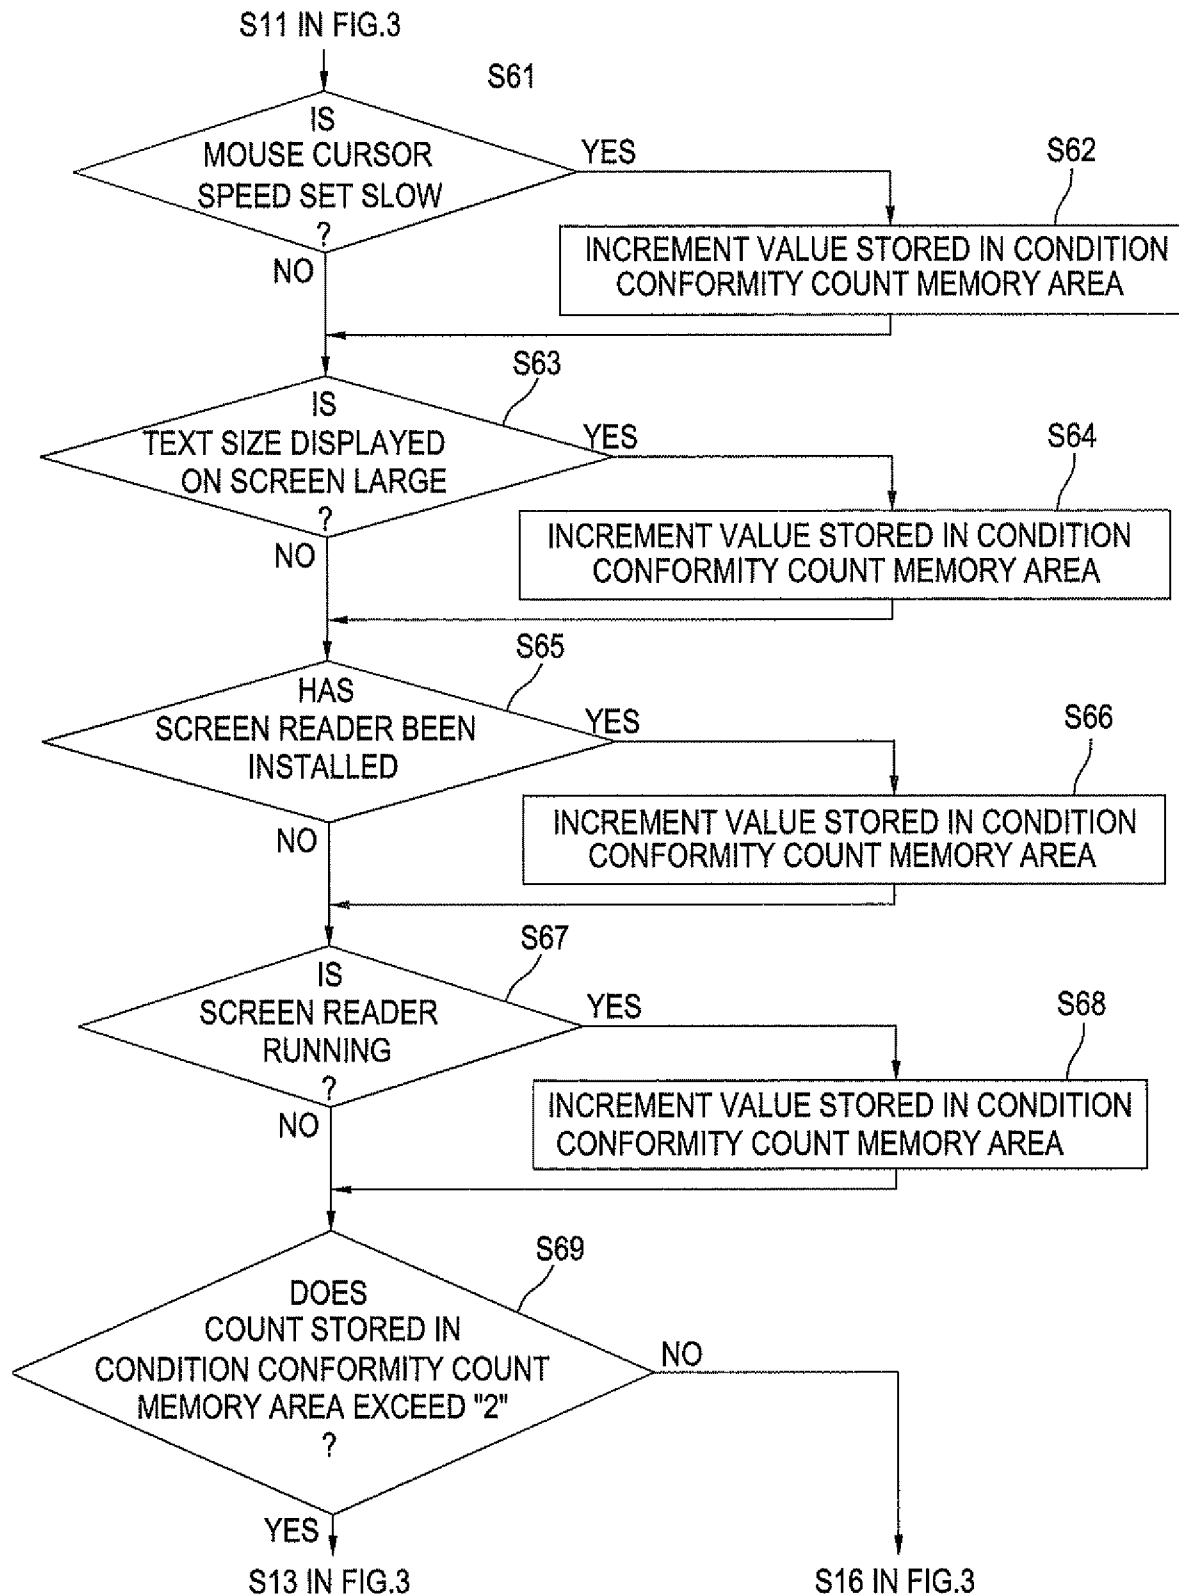 S11 IN FIG.3
S61
IS
MOUSE CURSOR
SPEED SET SLOW
?
YES
NO
S62
INCREMENT VALUE STORED IN CONDITION
CONFORMITY COUNT MEMORY AREA
S63
IS
TEXT SIZE DISPLAYED
ON SCREEN LARGE
?
YES
NO
S64
INCREMENT VALUE STORED IN CONDITION
CONFORMITY COUNT MEMORY AREA
S65
HAS
SCREEN READER BEEN
INSTALLED
YES
NO
S66
INCREMENT VALUE STORED IN CONDITION
CONFORMITY COUNT MEMORY AREA
S67
IS
SCREEN READER
RUNNING
?
YES
NO
S68
INCREMENT VALUE STORED IN CONDITION
CONFORMITY COUNT MEMORY AREA
S69
DOES
COUNT STORED IN
CONDITION CONFORMITY COUNT
MEMORY AREA EXCEED "2"
?
NO
YES
S13 IN FIG.3
S16 IN FIG.3